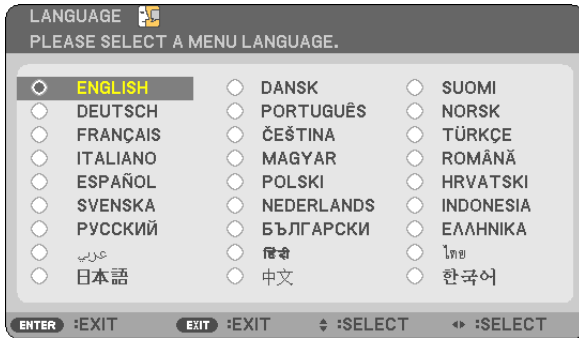 LANGUAGE
PLEASE SELECT A MENU LANGUAGE.
ENGLISH DANSK SUOMI
DEUTSCH PORTUGUÊS NORSK
FRANÇAIS ČEŠTINA TÜRKÇE
ITALIANO MAGYAR ROMÂNĂ
ESPAÑOL POLSKI HRVATSKI
SVENSKA NEDERLANDS INDONESIA
РУССКИЙ БЪЛГАРСКИ ΕΛΛΗΝΙΚΑ
عربي हिंदी ไทย
日本語 中文 한국어
ENTER :EXIT EXIT :EXIT :SELECT :SELECT